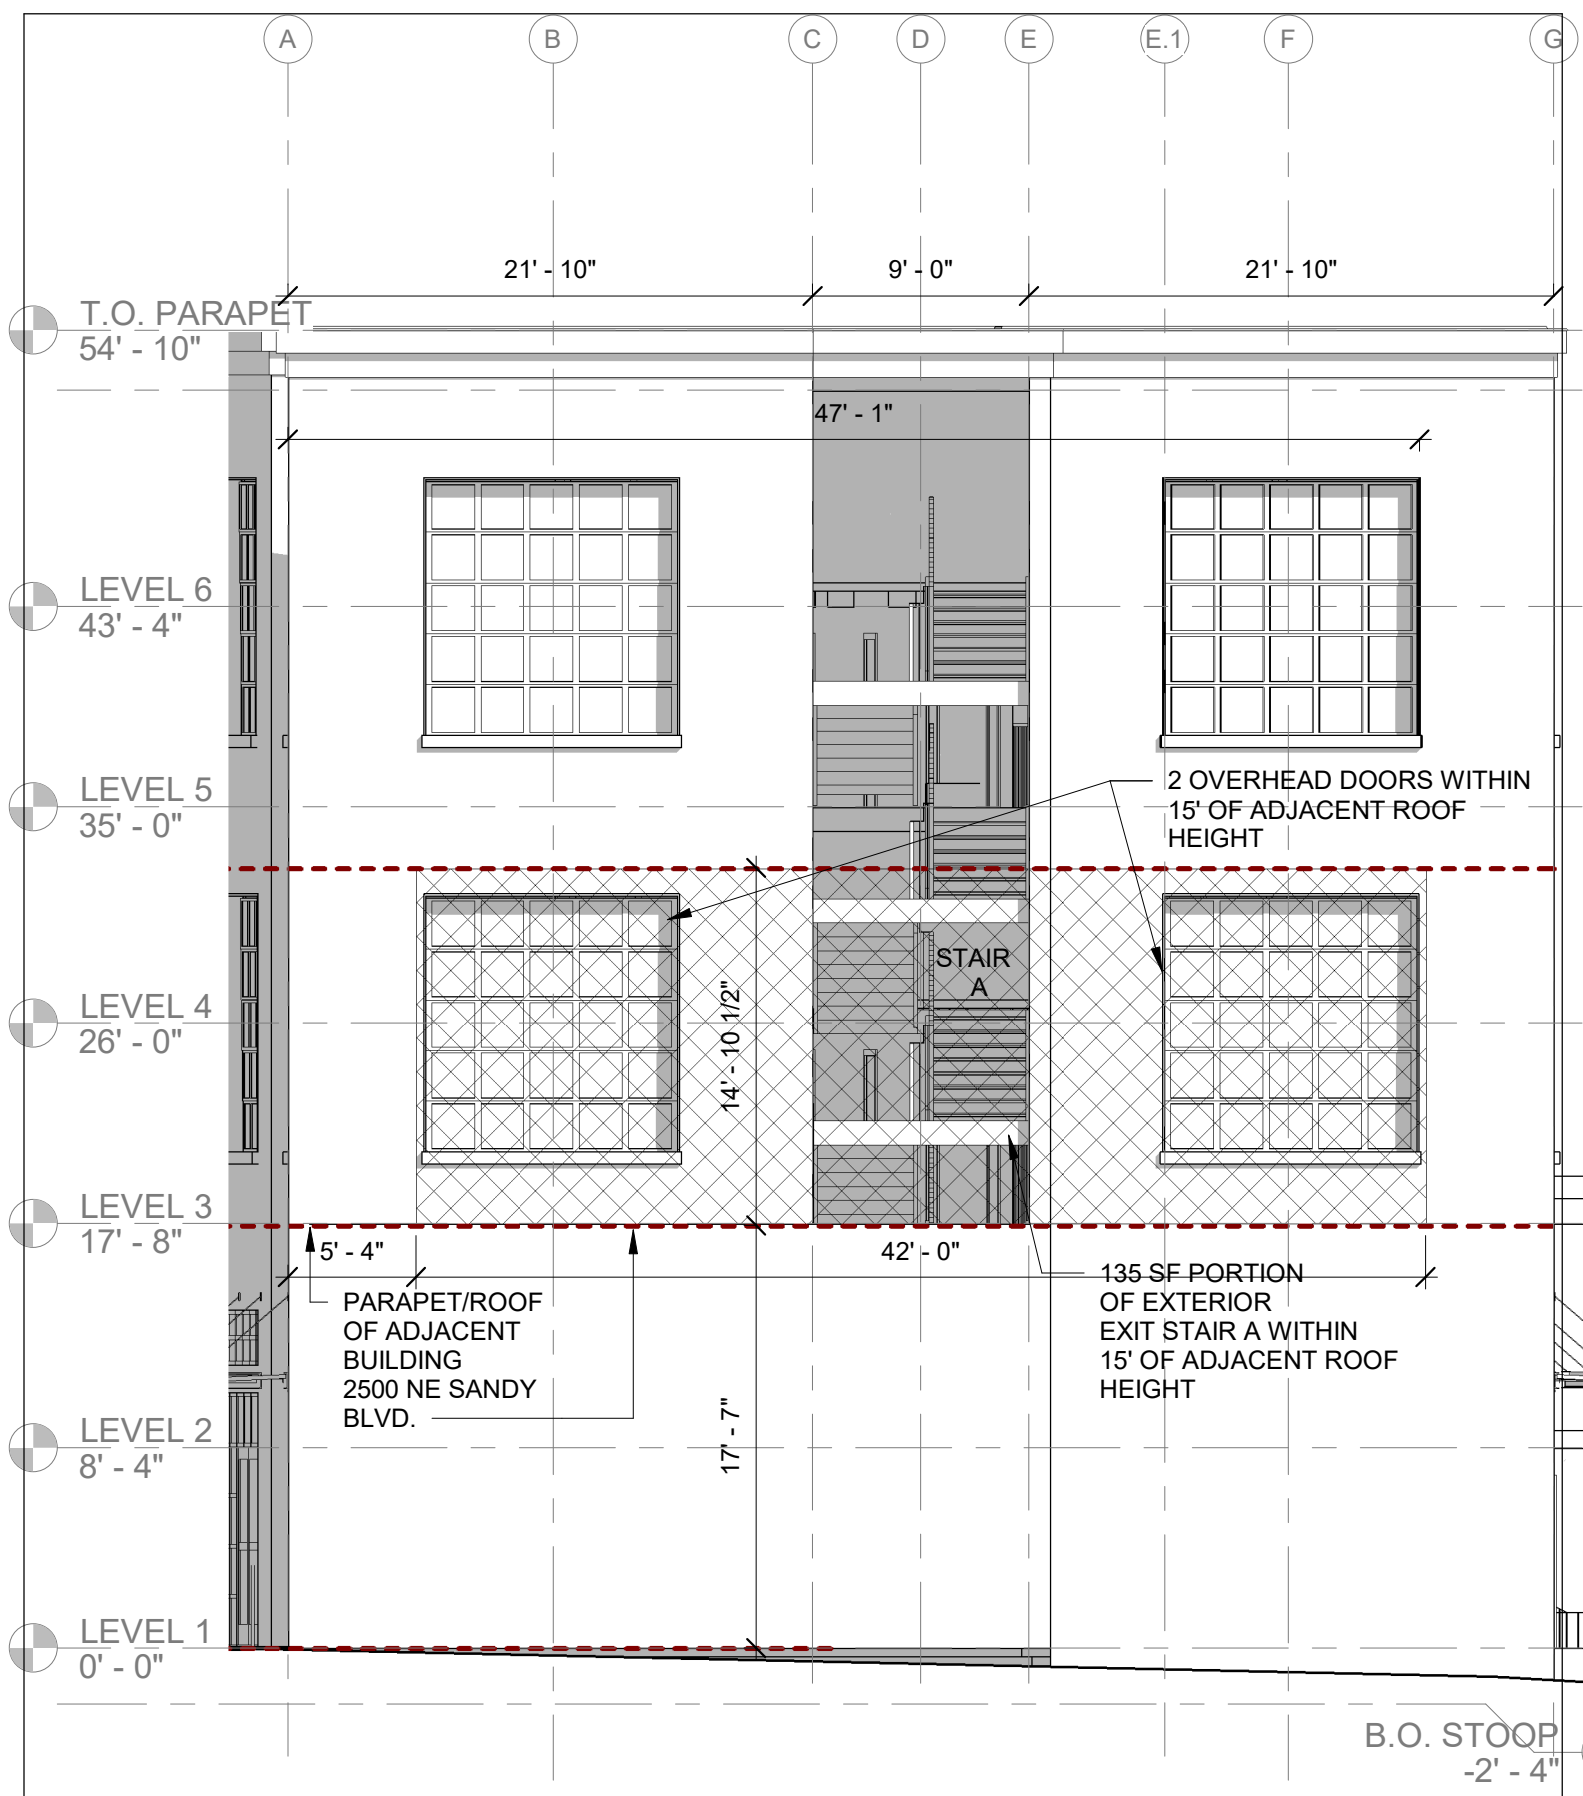 A B C D E E.1 F G
21' - 10" 9' - 0" 21' - 10"
T.O. PARAPET
54' - 10"
47' - 1"
LEVEL 6
43' - 4"
LEVEL 5
35' - 0"
2 OVERHEAD DOORS WITHIN
15' OF ADJACENT ROOF
HEIGHT
STAIR
A
14' - 10 1/2"
LEVEL 4
26' - 0"
LEVEL 3
17' - 8"
5' - 4" 42' - 0"
PARAPET/ROOF
OF ADJACENT
BUILDING
2500 NE SANDY
BLVD.
135 SF PORTION
OF EXTERIOR
EXIT STAIR A WITHIN
15' OF ADJACENT ROOF
HEIGHT
17' - 7"
LEVEL 2
8' - 4"
LEVEL 1
0' - 0"
B.O. STOOP
-2' - 4"